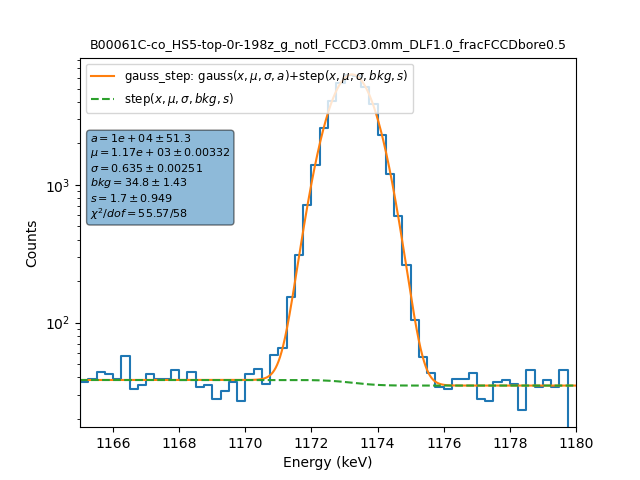 B00061C-co_HS5-top-0r-198z_g_notl_FCCD3.0mm_DLF1.0_fracFCCDbore0.5
gauss_step: gauss(x, μ, σ, a)+step(x, μ, σ, bkg, s)
step(x, μ, σ, bkg, s)
a = 1e + 04 ± 51.3
μ = 1.17e + 03 ± 0.00332
σ = 0.635 ± 0.00251
bkg = 34.8 ± 1.43
s = 1.7 ± 0.949
χ²/dof = 55.57/58
10³
10²
Counts
1166 1168 1170 1172 1174 1176 1178 1180
Energy (keV)